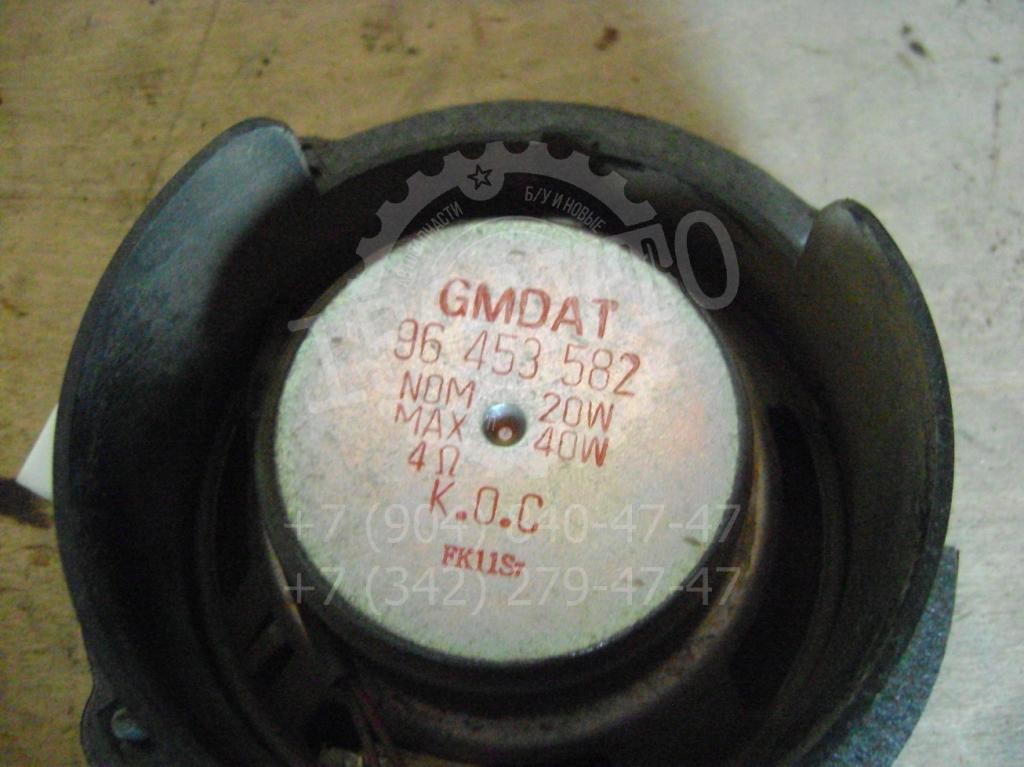 GMDAT
96 453 582
NOM 20W
MAX 40W
4Ω
K.O.C
FK11S7
Б/У И НОВЫЕ
+7 (904) 840-47-47
+7 (342) 279-47-47